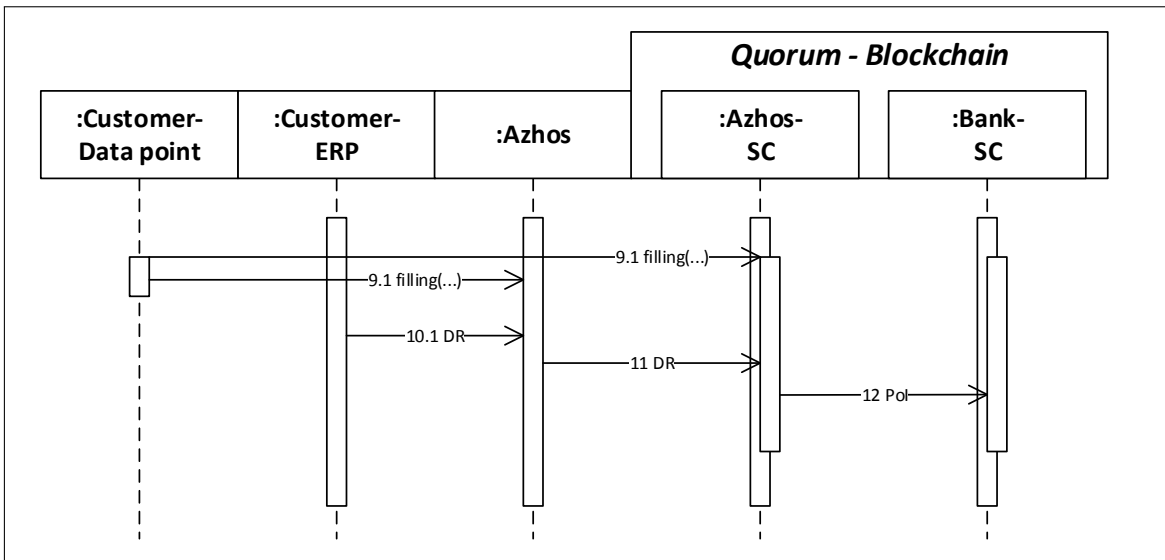 Quorum - Blockchain
:Customer-
Data point
:Customer-
ERP
:Azhos
:Azhos-
SC
:Bank-
SC
9.1 filling(...)
9.1 filling(...)
10.1 DR
11 DR
12 PoI